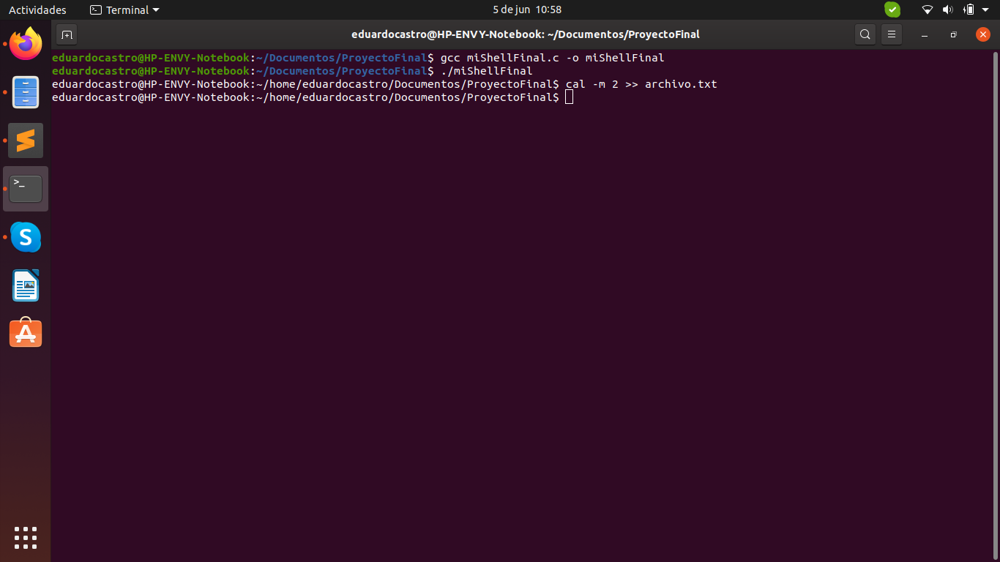 Actividades
Terminal
5 de jun 10:58
eduardocastro@HP-ENVY-Notebook: ~/Documentos/ProyectoFinal
eduardocastro@HP-ENVY-Notebook:~/Documentos/ProyectoFinal$ gcc miShellFinal.c -o miShellFinal
eduardocastro@HP-ENVY-Notebook:~/Documentos/ProyectoFinal$ ./miShellFinal
eduardocastro@HP-ENVY-Notebook:~/home/eduardocastro/Documentos/ProyectoFinal$ cal -m 2 >> archivo.txt
eduardocastro@HP-ENVY-Notebook:~/home/eduardocastro/Documentos/ProyectoFinal$